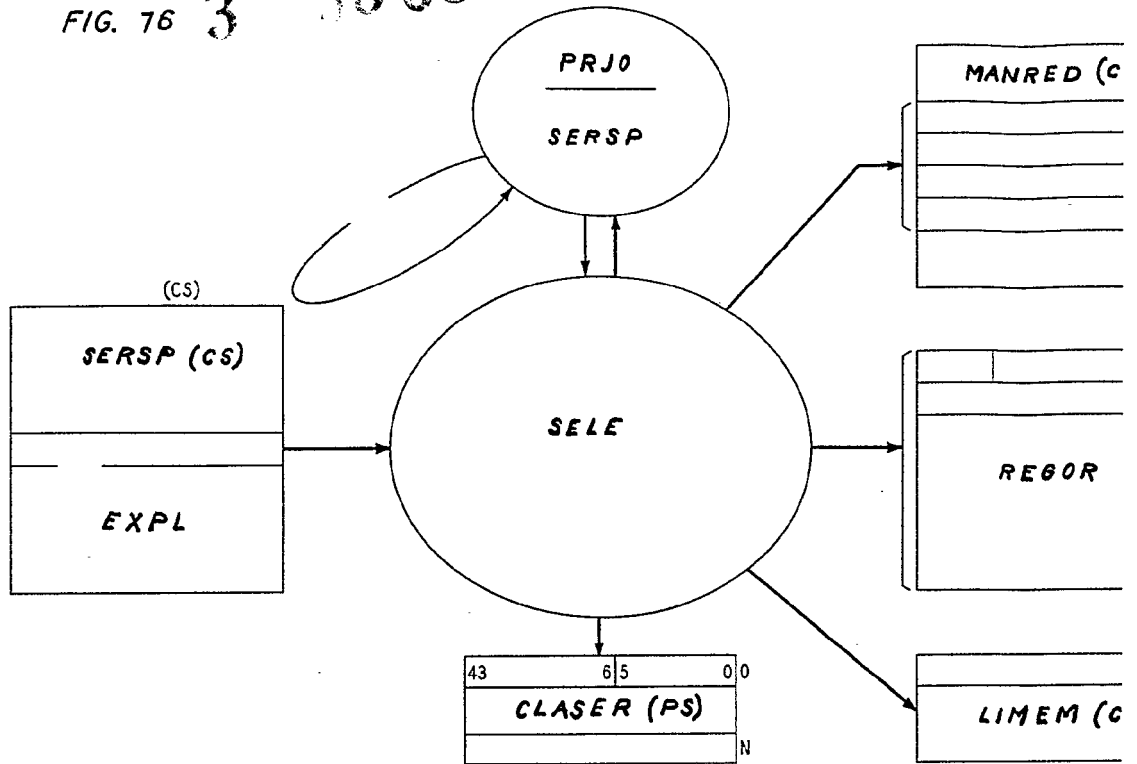 FIG. 76 3
PRJ0
SERSP
MANRED (C
(CS)
SERSP (CS)
EXPL
SELE
REGOR
43 6 5 0 0
CLASER (PS)
N
LIMEM (C